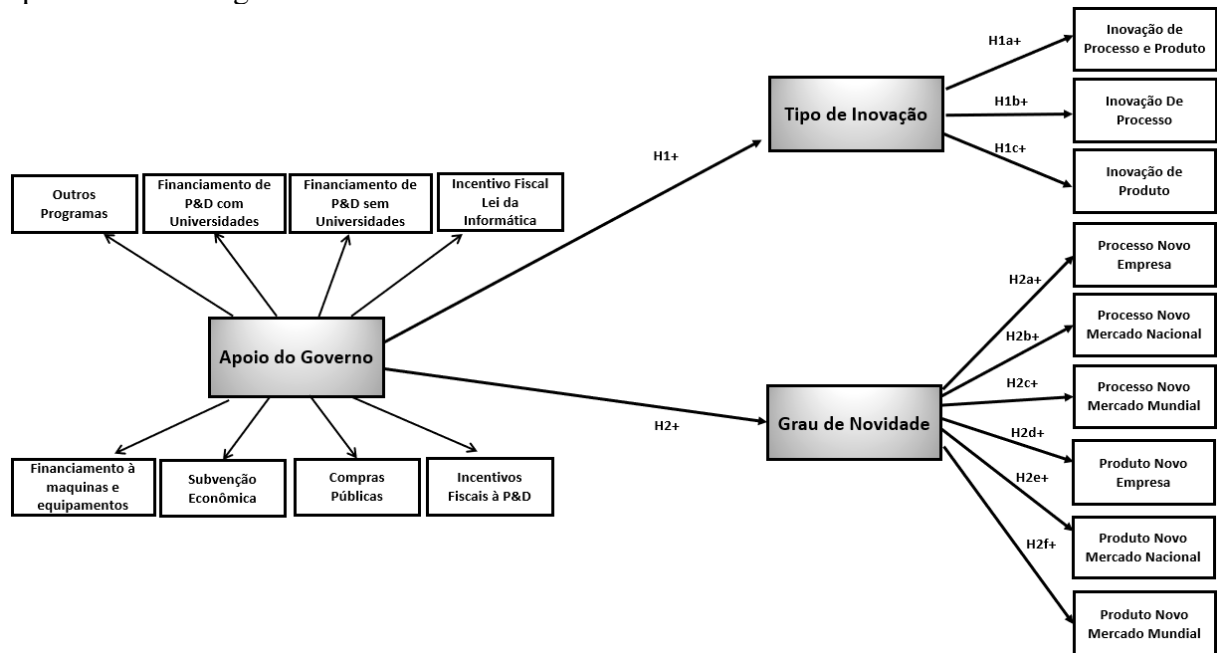 H1a+
Inovação de
Processo e Produto
Tipo de Inovação
H1b+
Inovação De
Processo
H1c+
Inovação de
Produto
H1+
Outros
Programas
Financiamento de
P&D com
Universidades
Financiamento de
P&D sem
Universidades
Incentivo Fiscal
Lei da
Informática
Apoio do Governo
Financiamento à
maquinas e
equipamentos
Subvenção
Econômica
Compras
Públicas
Incentivos
Fiscais à P&D
H2+
Grau de Novidade
H2a+
Processo Novo
Empresa
H2b+
Processo Novo
Mercado Nacional
H2c+
Processo Novo
Mercado Mundial
H2d+
Produto Novo
Empresa
H2e+
Produto Novo
Mercado Nacional
H2f+
Produto Novo
Mercado Mundial